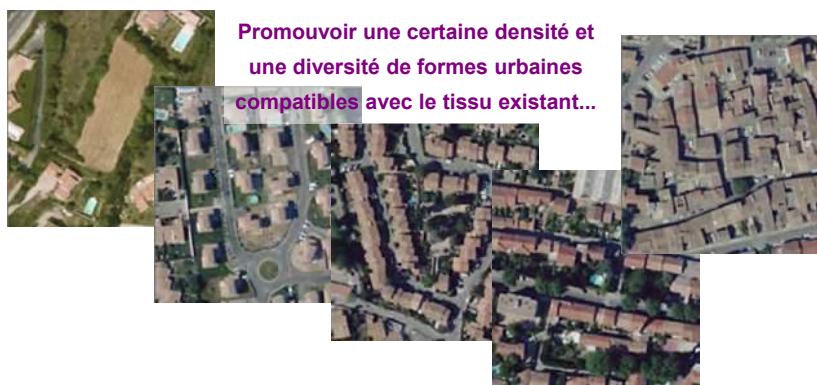 Promouvoir une certaine densité et
une diversité de formes urbaines
compatibles avec le tissu existant...